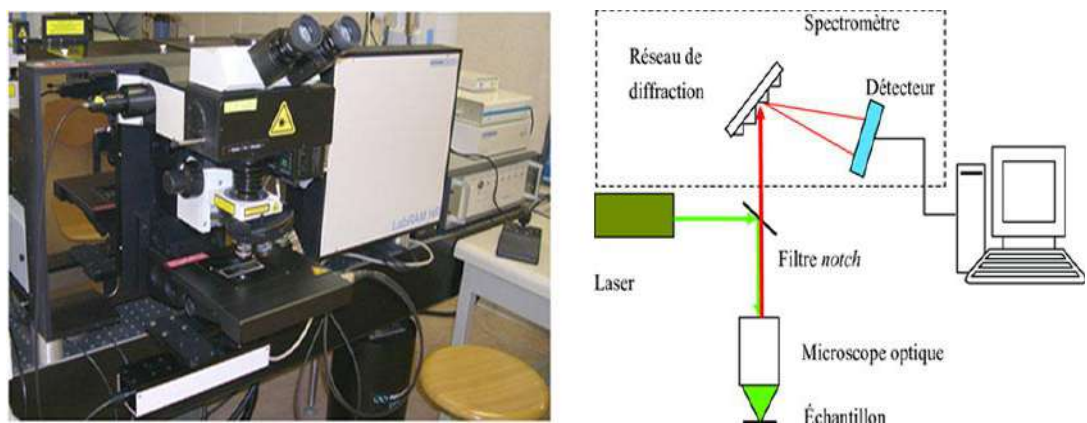 LabRAM HR
Spectromètre
Réseau de
diffraction
Détecteur
Filtre notch
Laser
Microscope optique
Échantillon